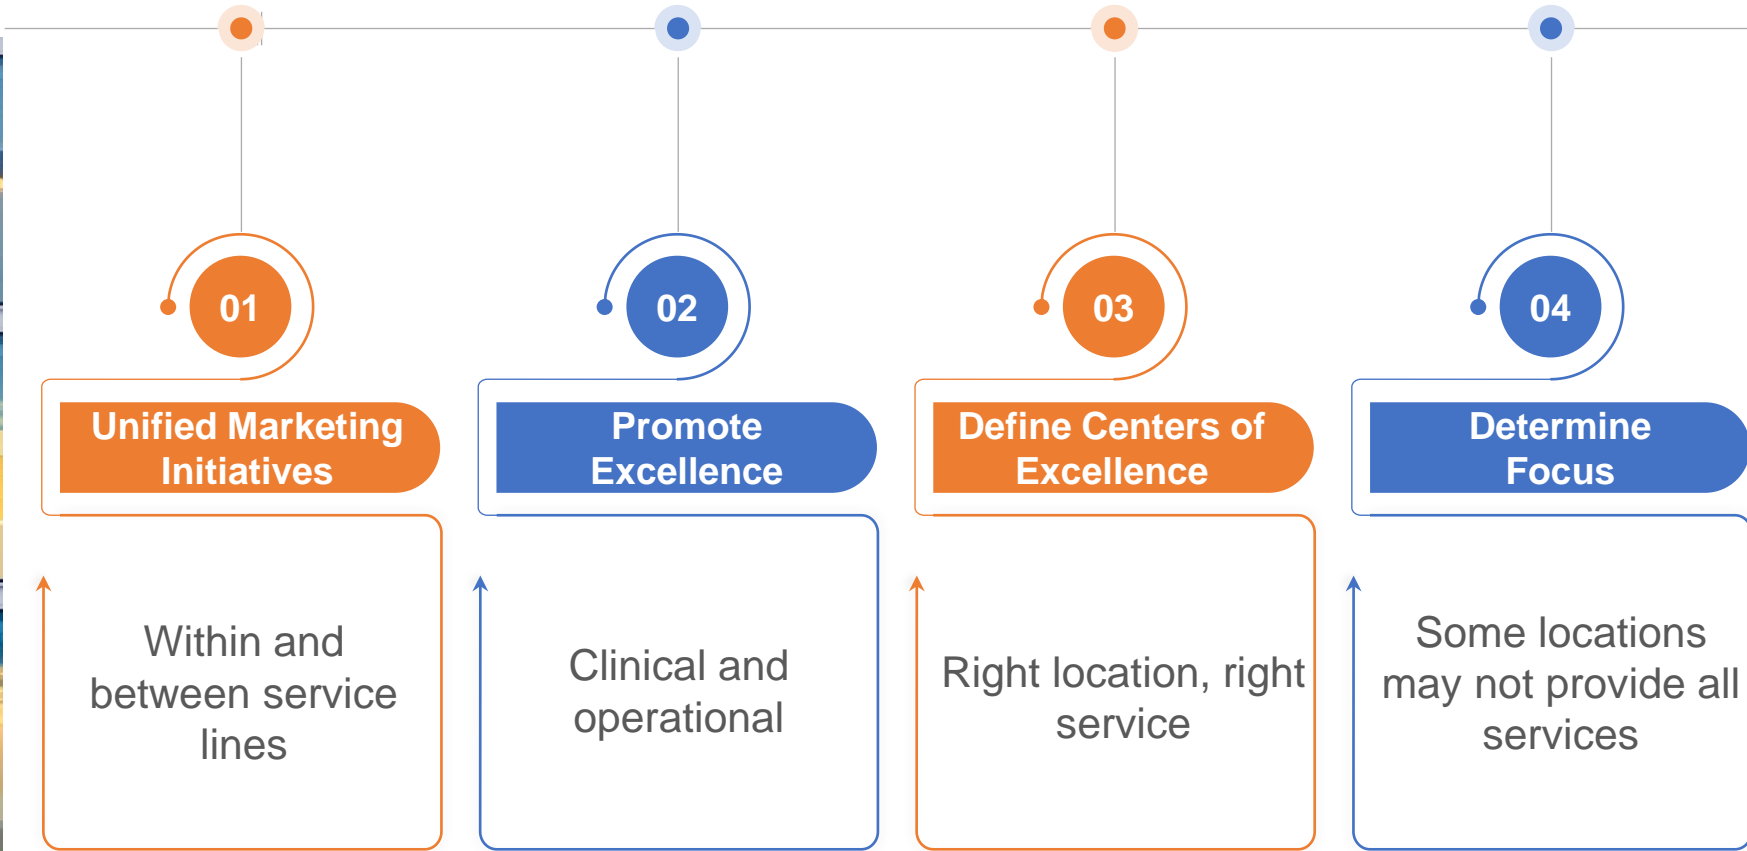 01
Unified Marketing
Initiatives
Within and
between service
lines
02
Promote
Excellence
Clinical and
operational
03
Define Centers of
Excellence
Right location, right
service
04
Determine
Focus
Some locations
may not provide all
services